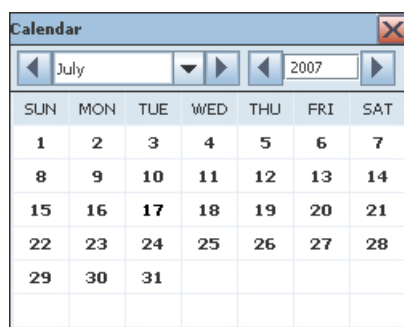 Calendar
July 2007
SUN MON TUE WED THU FRI SAT
1 2 3 4 5 6 7
8 9 10 11 12 13 14
15 16 17 18 19 20 21
22 23 24 25 26 27 28
29 30 31